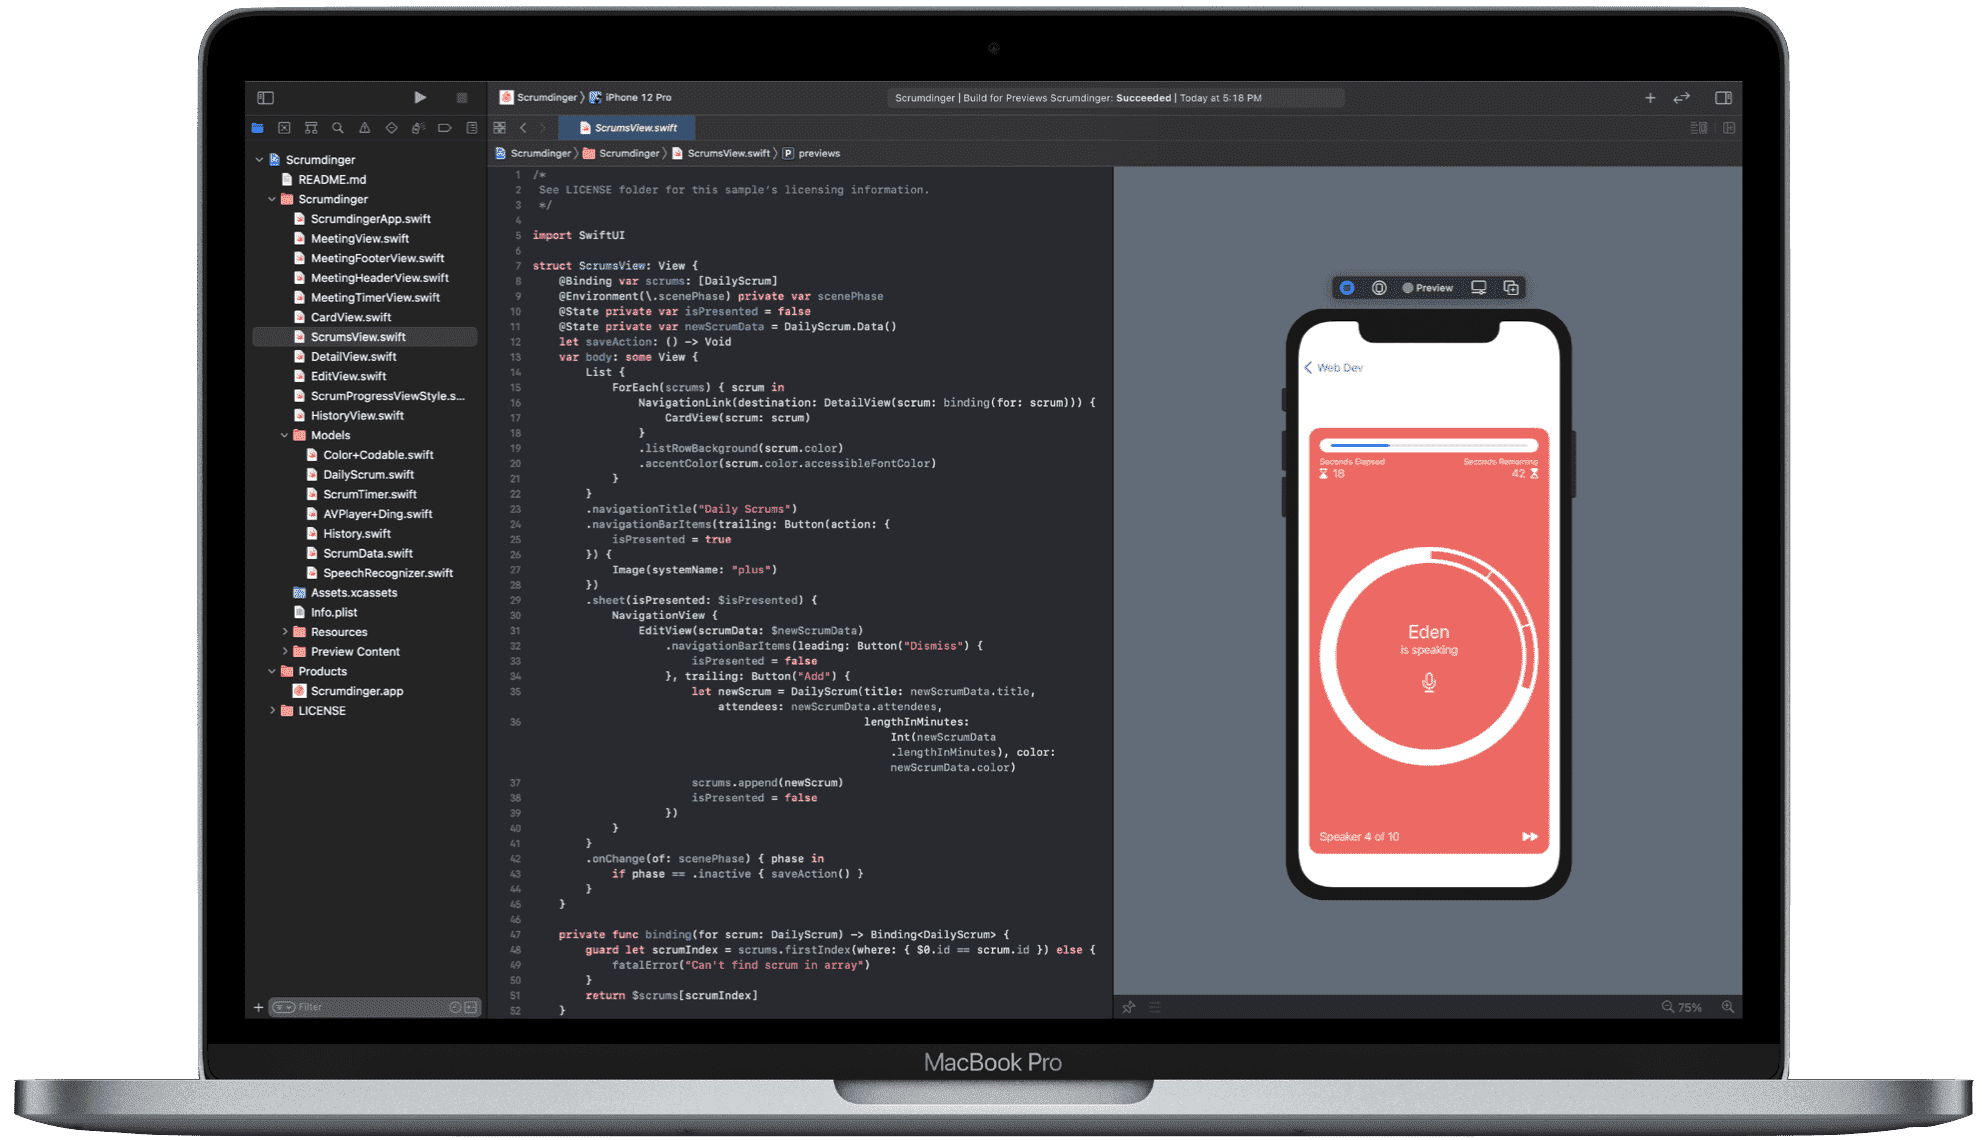 Scrumdinger
iPhone 12 Pro
Scrumdinger | Build for Previews Scrumdinger: Succeeded | Today at 5:18 PM
ScrumsView.swift
Scrumdinger
Scrumdinger
ScrumsView.swift
P
previews
Scrumdinger
README.md
Scrumdinger
ScrumdingerApp.swift
MeetingView.swift
MeetingFooterView.swift
MeetingHeaderView.swift
MeetingTimerView.swift
CardView.swift
ScrumsView.swift
DetailView.swift
EditView.swift
ScrumProgressViewStyle.s...
HistoryView.swift
Models
Color+Codable.swift
DailyScrum.swift
ScrumTimer.swift
AVPlayer+Ding.swift
History.swift
ScrumData.swift
SpeechRecognizer.swift
Assets.xcassets
Info.plist
Resources
Preview Content
Products
Scrumdinger.app
LICENSE
Filter
1 /*
2 See LICENSE folder for this sample's licensing information.
3 */
4
5 import SwiftUI
6
7 struct ScrumsView: View {
8 @Binding var scrums: [DailyScrum]
9 @Environment(\.scenePhase) private var scenePhase
10 @State private var isPresented = false
11 @State private var newScrumData = DailyScrum.Data()
12 let saveAction: () -> Void
13 var body: some View {
14 List {
15 ForEach(scrums) { scrum in
16 NavigationLink(destination: DetailView(scrum: binding(for: scrum))) {
17 CardView(scrum: scrum)
18 }
19 .listRowBackground(scrum.color)
20 .accentColor(scrum.color.accessibleFontColor)
21 }
22 }
23 .navigationTitle("Daily Scrums")
24 .navigationBarItems(trailing: Button(action: {
25 isPresented = true
26 }) {
27 Image(systemName: "plus")
28 })
29 .sheet(isPresented: $isPresented) {
30 NavigationView {
31 EditView(scrumData: $newScrumData)
32 .navigationBarItems(leading: Button("Dismiss") {
33 isPresented = false
34 }, trailing: Button("Add") {
35 let newScrum = DailyScrum(title: newScrumData.title,
attendees: newScrumData.attendees,
36 lengthInMinutes:
Int(newScrumData
.lengthInMinutes), color:
newScrumData.color)
37 scrums.append(newScrum)
38 isPresented = false
39 })
40 }
41 }
42 .onChange(of: scenePhase) { phase in
43 if phase == .inactive { saveAction() }
44 }
45 }
46
47 private func binding(for scrum: DailyScrum) -> Binding<DailyScrum> {
48 guard let scrumIndex = scrums.firstIndex(where: { $0.id == scrum.id }) else {
49 fatalError("Can't find scrum in array")
50 }
51 return $scrums[scrumIndex]
52 }
Preview
Web Dev
Seconds Elapsed
Seconds Remaining
18
42
Eden
is speaking
Speaker 4 of 10
75%
MacBook Pro